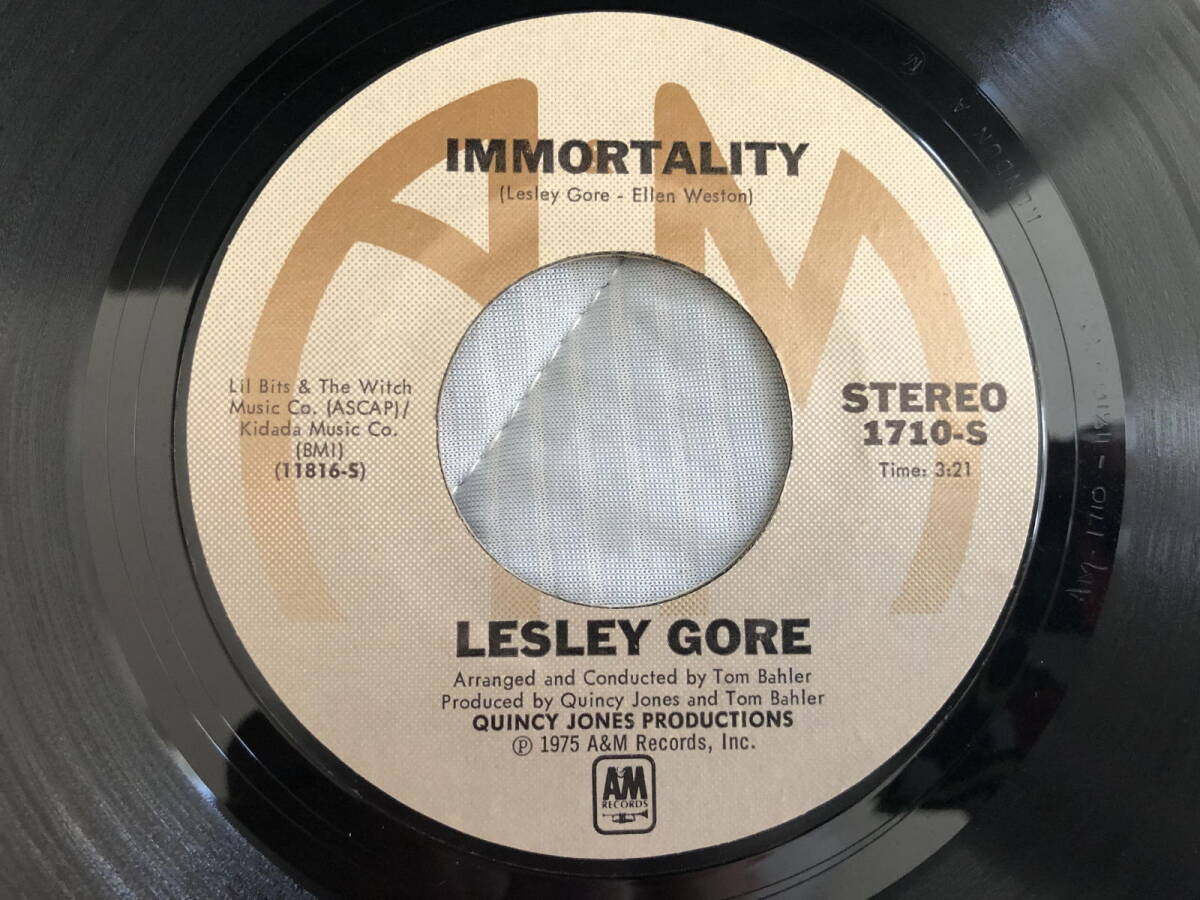 IMMORTALITY
(Lesley Gore - Ellen Weston)
Lil Bits & The Witch
Music Co. (ASCAP)/
Kidada Music Co.
(BMI)
(11816-S)
STEREO
1710-S
Time: 3:21
LESLEY GORE
Arranged and Conducted by Tom Bahler
Produced by Quincy Jones and Tom Bahler
QUINCY JONES PRODUCTIONS
℗ 1975 A&M Records, Inc.
A&M
RECORDS
AM-1710-